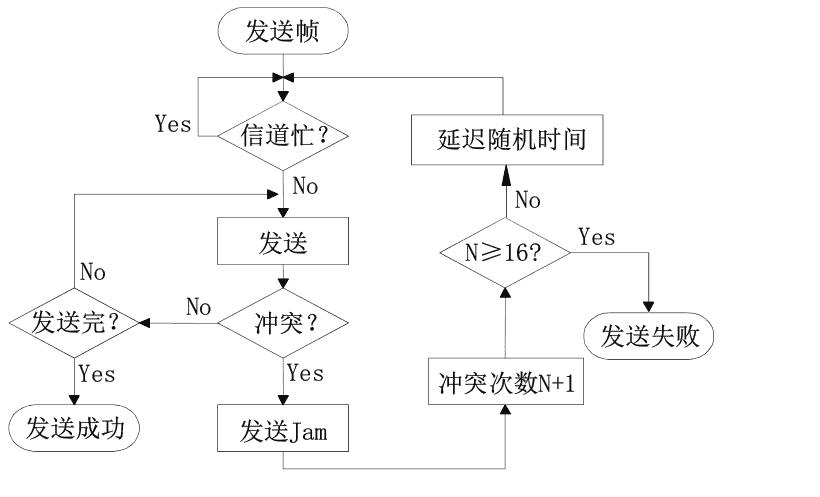 发送帧
信道忙?
Yes
No
发送
冲突?
No
Yes
发送完?
No
Yes
发送成功
发送Jam
冲突次数N+1
N≥16?
No
Yes
延迟随机时间
发送失败